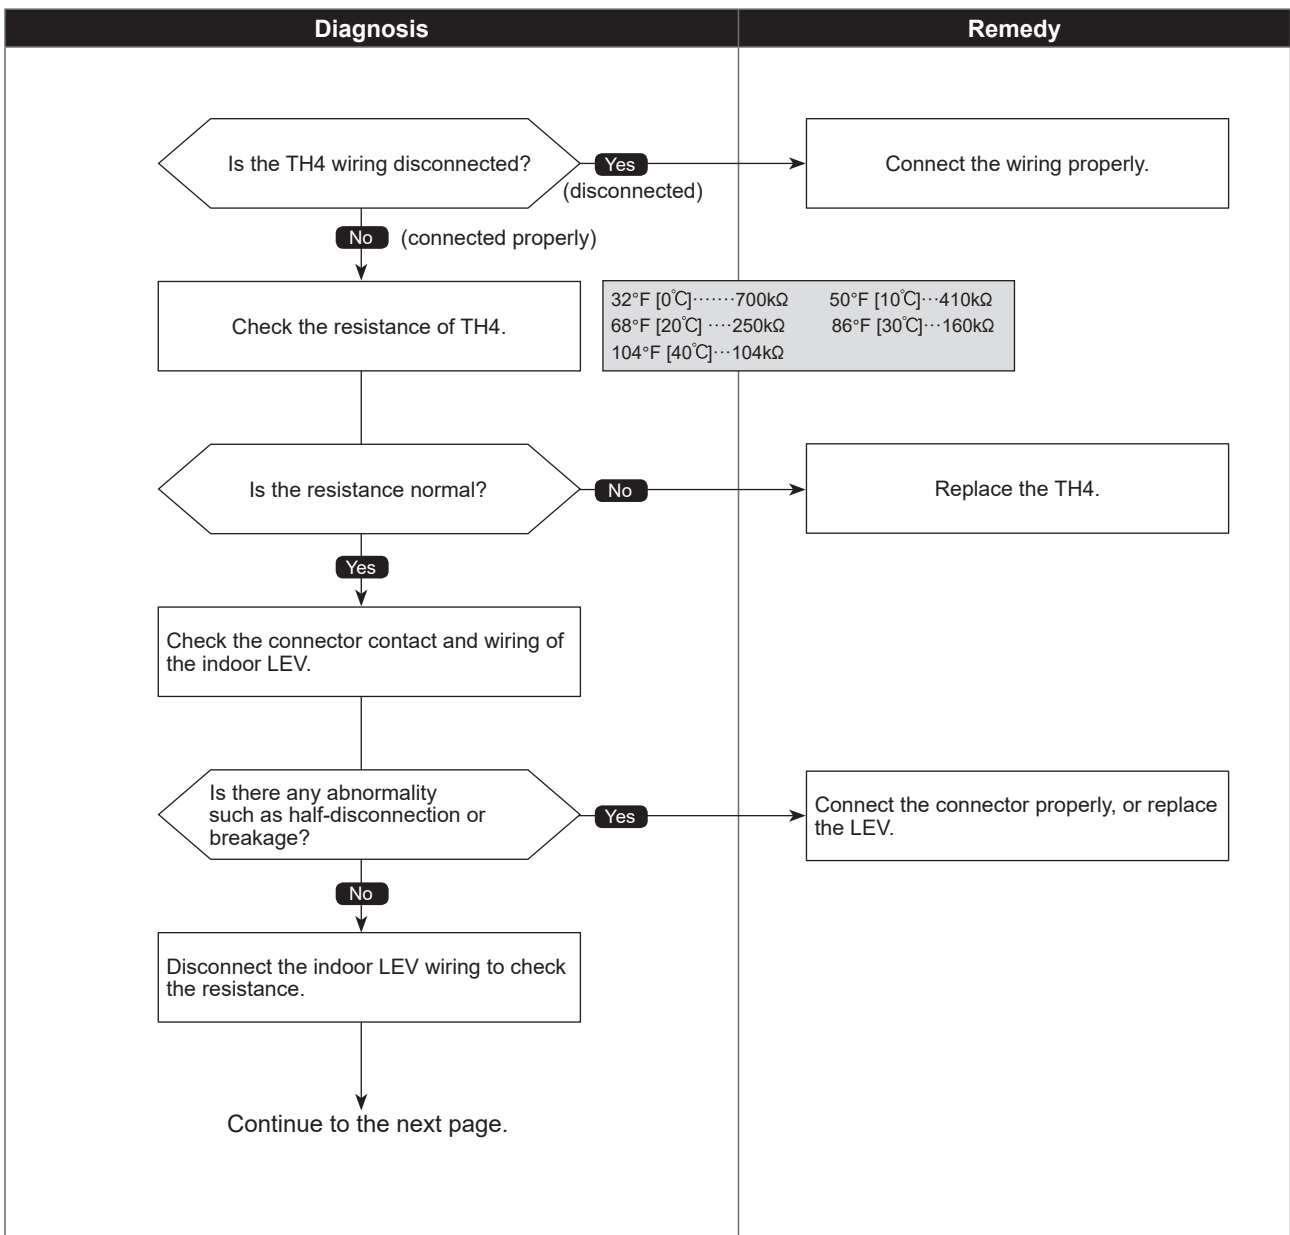 Diagnosis
Remedy
Is the TH4 wiring disconnected?
Yes
(disconnected)
Connect the wiring properly.
No (connected properly)
Check the resistance of TH4.
32°F [0℃]·······700kΩ 50°F [10℃]···410kΩ
68°F [20℃] ····250kΩ 86°F [30℃]···160kΩ
104°F [40℃]···104kΩ
Is the resistance normal?
No
Replace the TH4.
Yes
Check the connector contact and wiring of
the indoor LEV.
Is there any abnormality
such as half-disconnection or
breakage?
Yes
Connect the connector properly, or replace
the LEV.
No
Disconnect the indoor LEV wiring to check
the resistance.
Continue to the next page.